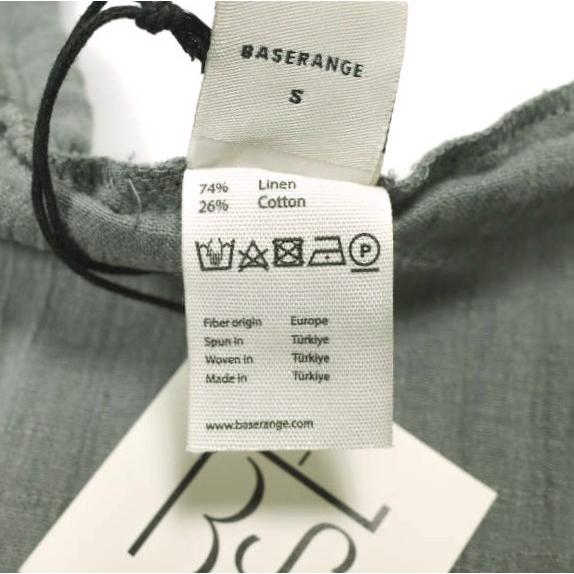 BASERANGE
S
74% Linen
26% Cotton
P
Fiber origin Europe
Spun in Türkiye
Woven in Türkiye
Made in Türkiye
www.baserange.com